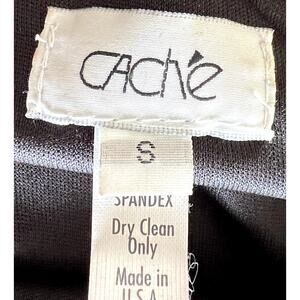 CAChé
S
SPANDEX
Dry Clean
Only
Made in
U.S.A